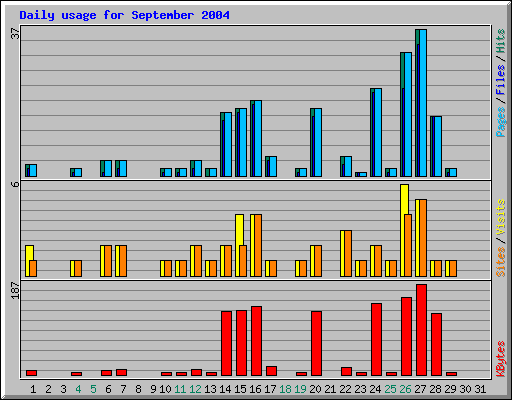 Daily usage for September 2004
37
Pages / Files / Hits
6
Sites / Visits
187
KBytes
1 2 3 4 5 6 7 8 9 10 11 12 13 14 15 16 17 18 19 20 21 22 23 24 25 26 27 28 29 30 31